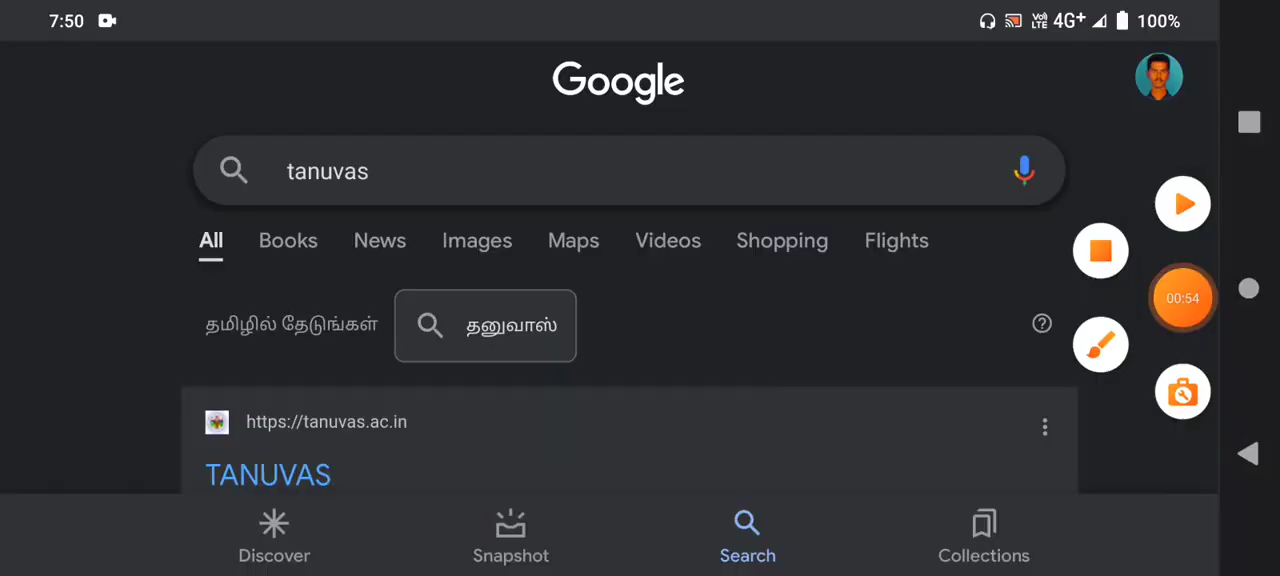 7:50 VoLTE 4G+ 100%
Google
tanuvas
All Books News Images Maps Videos Shopping Flights
தமிழில் தேடுங்கள் தனுவாஸ்
00:54
https://tanuvas.ac.in
TANUVAS
Discover Snapshot Search Collections